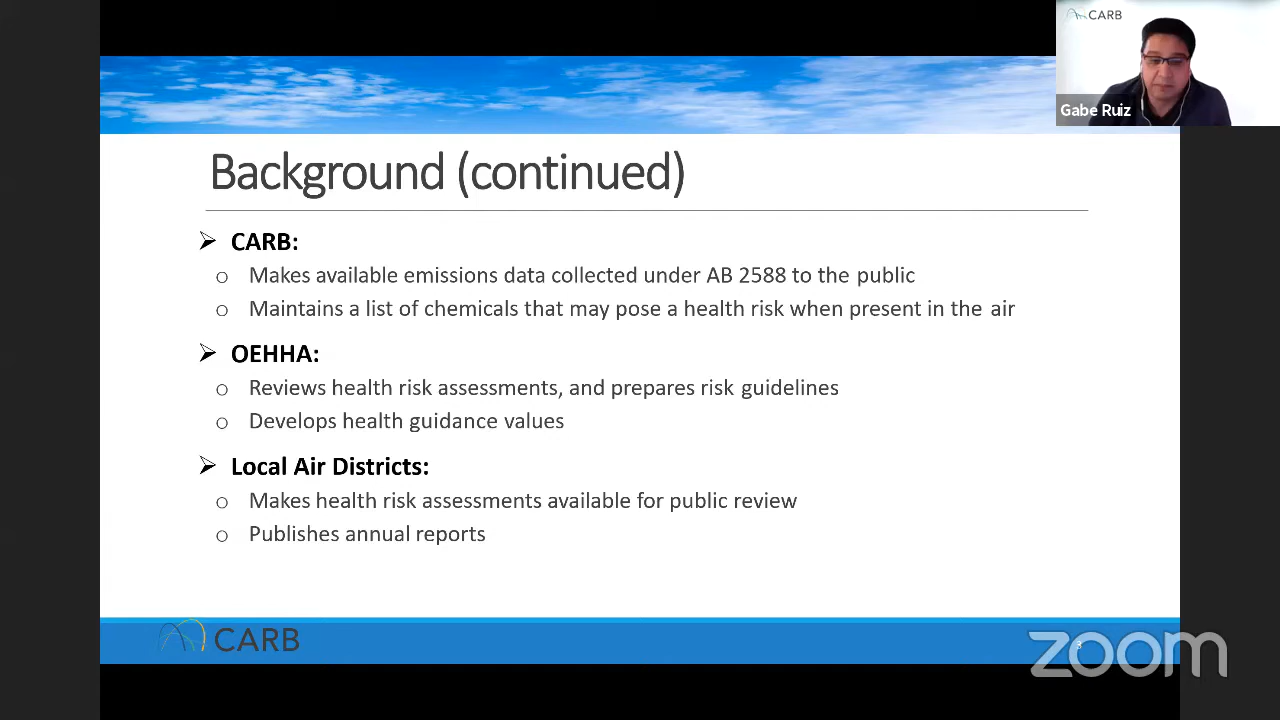 CARB
Gabe Ruiz
Background (continued)
CARB:
Makes available emissions data collected under AB 2588 to the public
Maintains a list of chemicals that may pose a health risk when present in the air
OEHHA:
Reviews health risk assessments, and prepares risk guidelines
Develops health guidance values
Local Air Districts:
Makes health risk assessments available for public review
Publishes annual reports
CARB
3
zoom